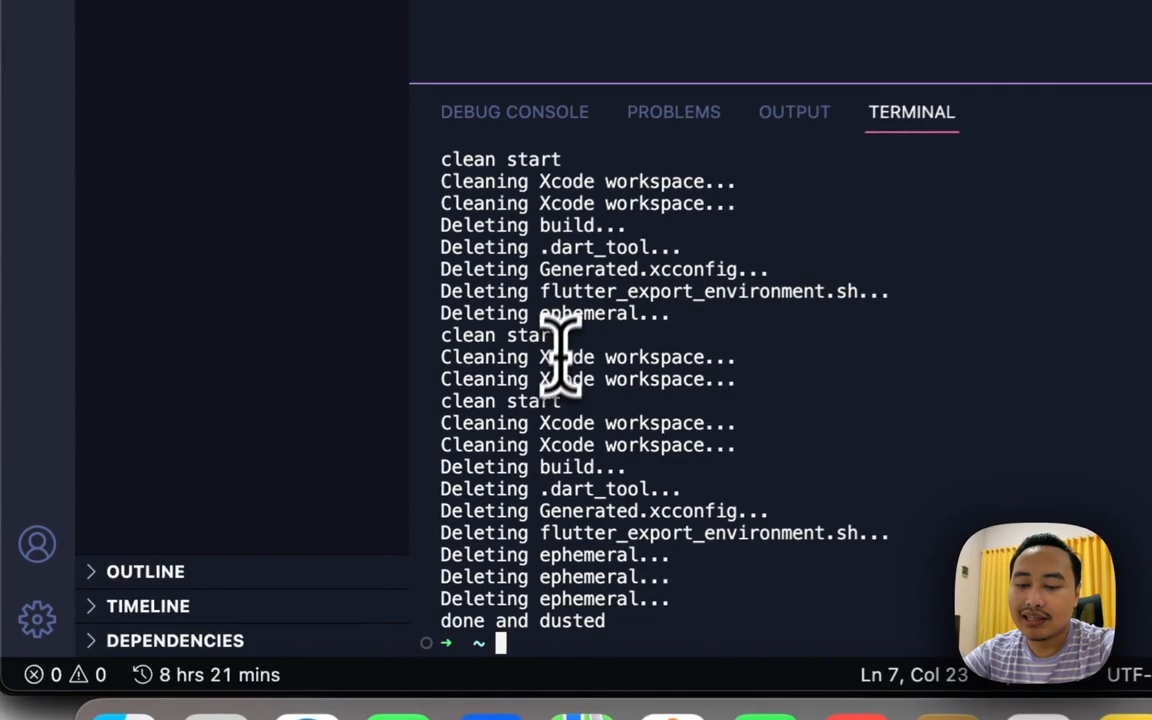 DEBUG CONSOLE PROBLEMS OUTPUT TERMINAL
clean start
Cleaning Xcode workspace...
Cleaning Xcode workspace...
Deleting build...
Deleting .dart_tool...
Deleting Generated.xcconfig...
Deleting flutter_export_environment.sh...
Deleting ephemeral...
clean start
Cleaning Xcode workspace...
Cleaning Xcode workspace...
clean start
Cleaning Xcode workspace...
Cleaning Xcode workspace...
Deleting build...
Deleting .dart_tool...
Deleting Generated.xcconfig...
Deleting flutter_export_environment.sh...
Deleting ephemeral...
Deleting ephemeral...
Deleting ephemeral...
done and dusted
➜ ~
OUTLINE
TIMELINE
DEPENDENCIES
0 0 8 hrs 21 mins Ln 7, Col 23 UTF-